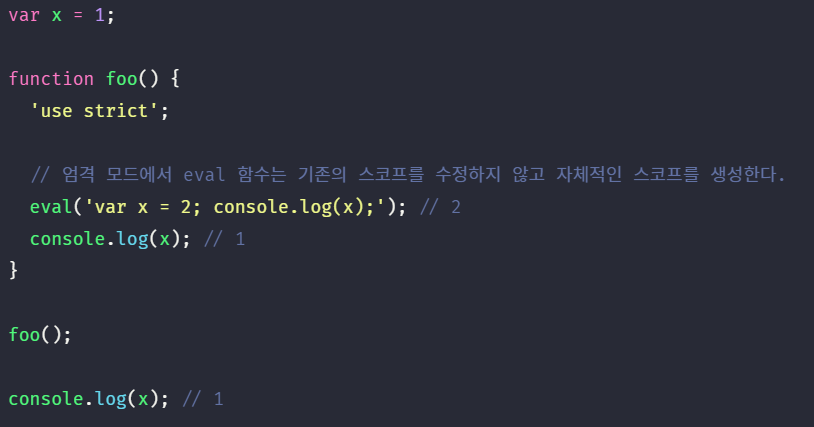 var x = 1;
function foo() {
'use strict';
// 엄격 모드에서 eval 함수는 기존의 스코프를 수정하지 않고 자체적인 스코프를 생성한다.
eval('var x = 2; console.log(x);'); // 2
console.log(x); // 1
}
foo();
console.log(x); // 1